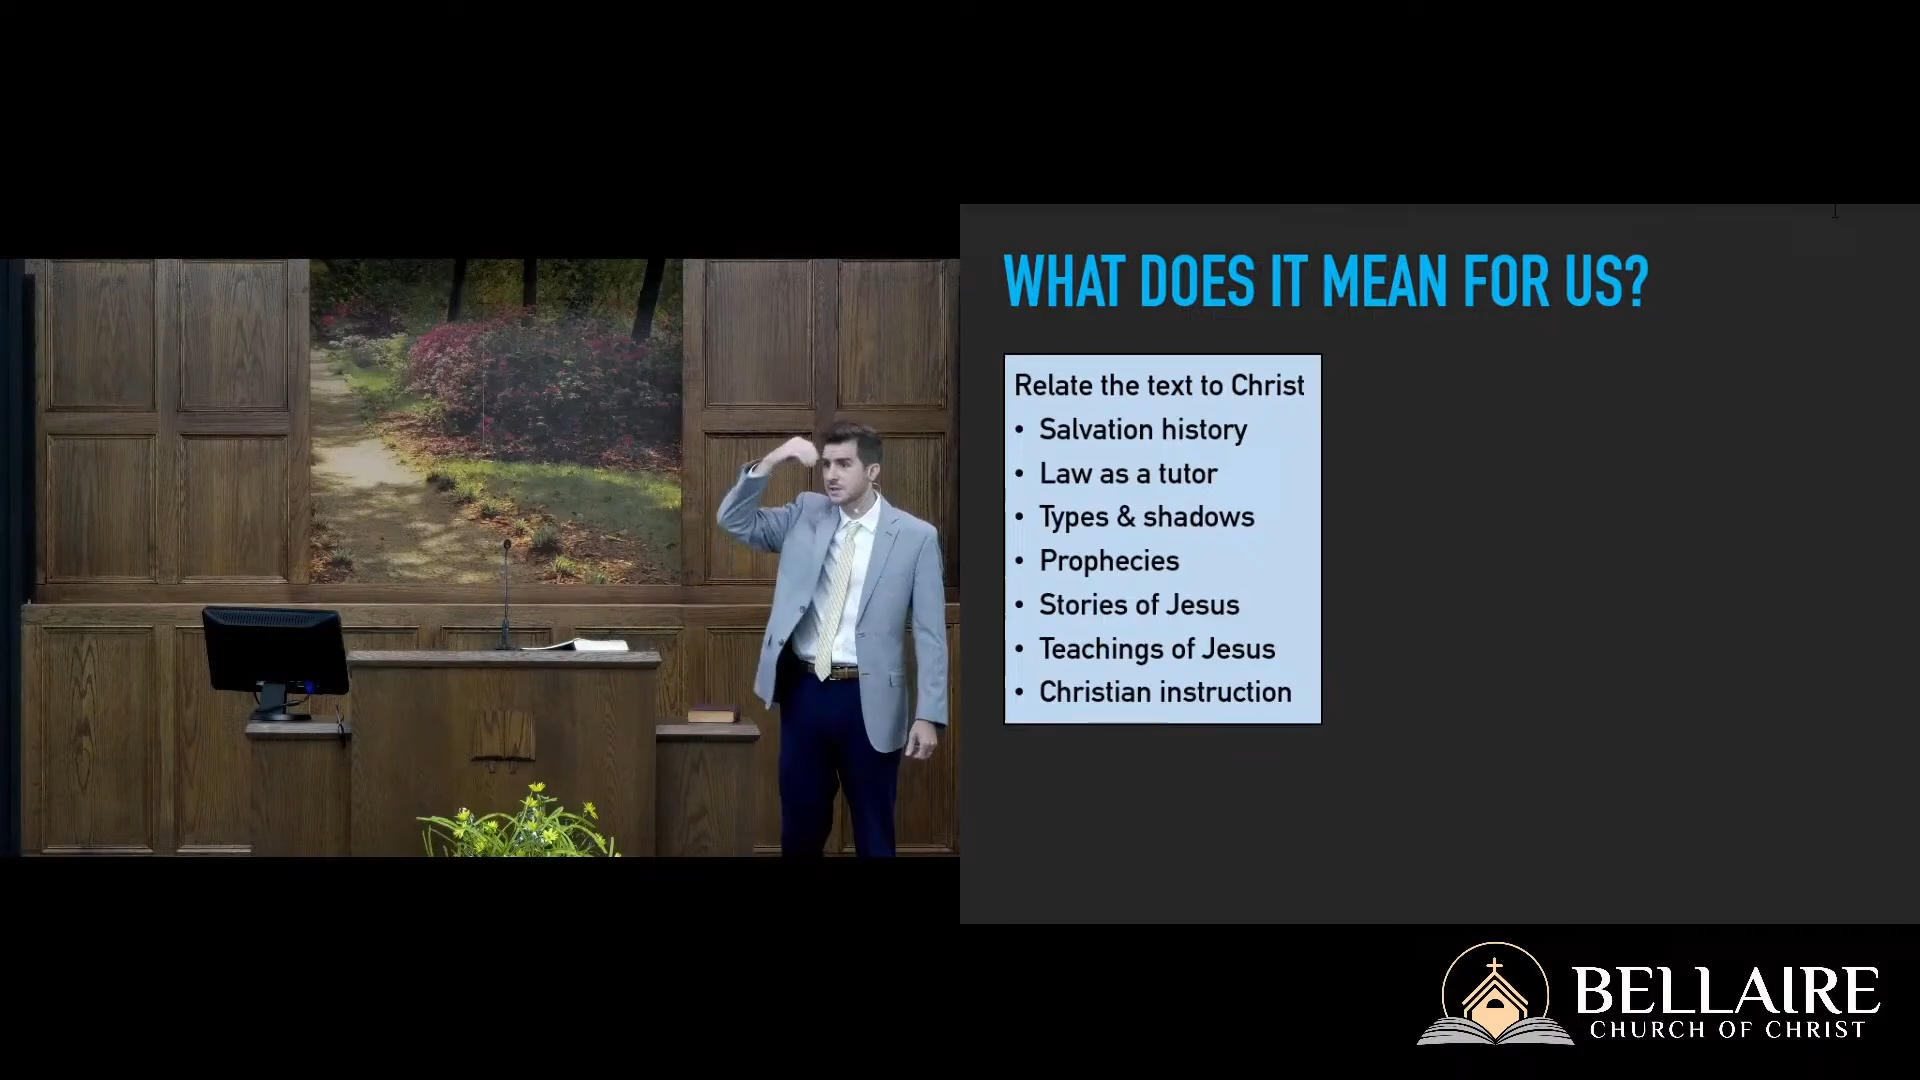 WHAT DOES IT MEAN FOR US?
Relate the text to Christ
• Salvation history
• Law as a tutor
• Types & shadows
• Prophecies
• Stories of Jesus
• Teachings of Jesus
• Christian instruction
BELLAIRE
CHURCH OF CHRIST